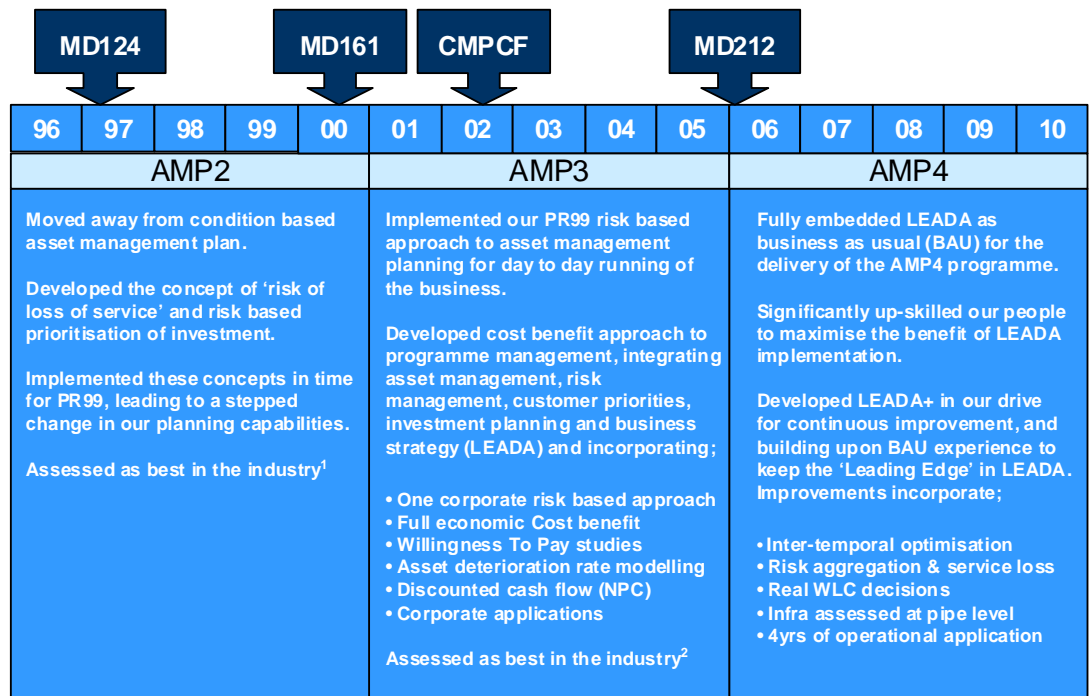 MD124
MD161
CMPCF
MD212
96 97 98 99 00 01 02 03 04 05 06 07 08 09 10
AMP2
AMP3
AMP4
Moved away from condition based
asset management plan.
Developed the concept of ‘risk of
loss of service’ and risk based
prioritisation of investment.
Implemented these concepts in time
for PR99, leading to a stepped
change in our planning capabilities.
Assessed as best in the industry¹
Implemented our PR99 risk based
approach to asset management
planning for day to day running of
the business.
Developed cost benefit approach to
programme management, integrating
asset management, risk
management, customer priorities,
investment planning and business
strategy (LEADA) and incorporating;
• One corporate risk based approach
• Full economic Cost benefit
• Willingness To Pay studies
• Asset deterioration rate modelling
• Discounted cash flow (NPC)
• Corporate applications
Assessed as best in the industry²
Fully embedded LEADA as
business as usual (BAU) for the
delivery of the AMP4 programme.
Significantly up-skilled our people
to maximise the benefit of LEADA
implementation.
Developed LEADA+ in our drive
for continuous improvement, and
building upon BAU experience to
keep the ‘Leading Edge’ in LEADA.
Improvements incorporate;
• Inter-temporal optimisation
• Risk aggregation & service loss
• Real WLC decisions
• Infra assessed at pipe level
• 4yrs of operational application